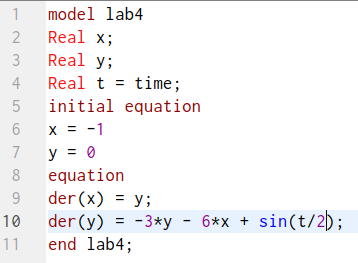 1 model lab4
2 Real x;
3 Real y;
4 Real t = time;
5 initial equation
6 x = -1
7 y = 0
8 equation
9 der(x) = y;
10 der(y) = -3*y - 6*x + sin(t/2);
11 end lab4;